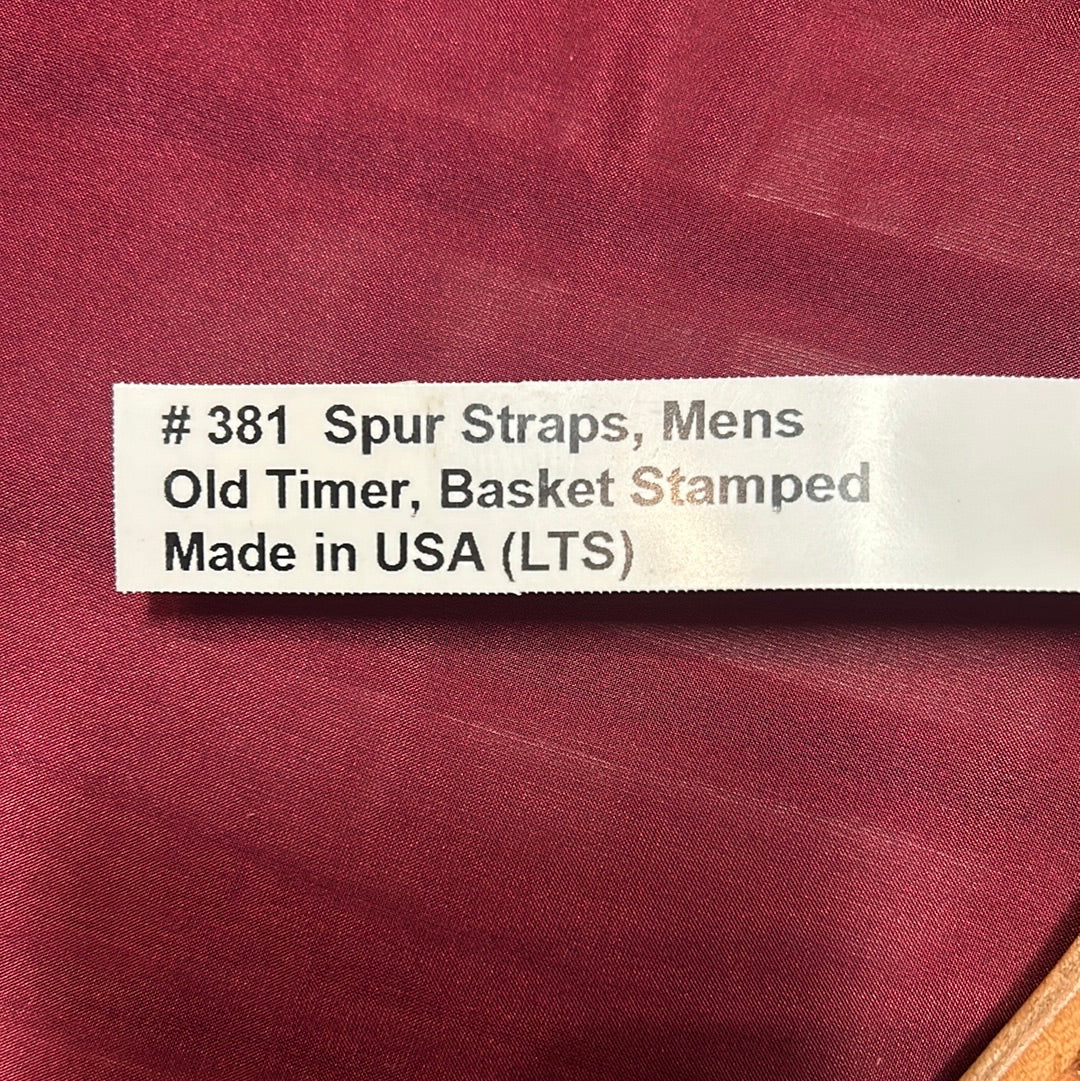 # 381 Spur Straps, Mens
Old Timer, Basket Stamped
Made in USA (LTS)